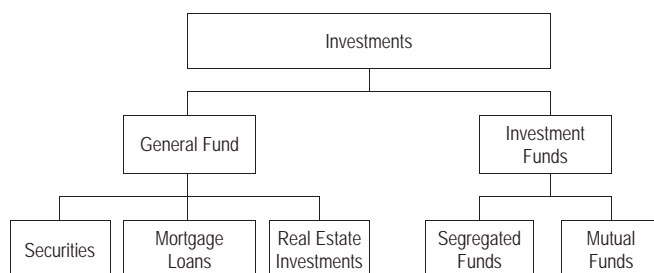 Investments
General Fund
Investment
Funds
Securities
Mortgage
Loans
Real Estate
Investments
Segregated
Funds
Mutual
Funds